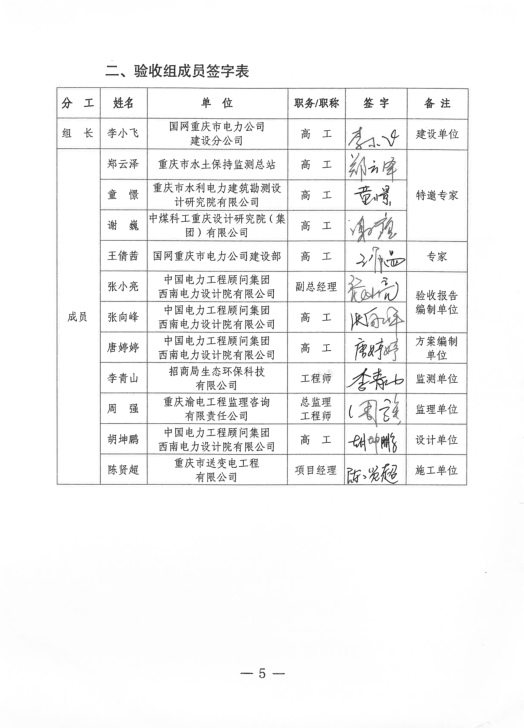 二、验收组成员签字表
分 工 姓名 单 位 职务/职称 签 字 备 注
组 长 李小飞 国网重庆市电力公司
建设分公司 高 工 李小飞 建设单位
成员
郑云泽 重庆市水土保持监测总站 高 工 郑云泽
童 憬 重庆市水利电力建筑勘测设
计研究院有限公司 高 工 童憬 特邀专家
谢 巍 中煤科工重庆设计研究院（集
团）有限公司 高 工
王倩茜 国网重庆市电力公司建设部 高 工 专家
张小亮 中国电力工程顾问集团
西南电力设计院有限公司 副总经理 验收报告
编制单位
张向峰 中国电力工程顾问集团
西南电力设计院有限公司 高 工
唐婷婷 中国电力工程顾问集团
西南电力设计院有限公司 高 工 唐婷婷 方案编制
单位
李青山 招商局生态环保科技
有限公司 工程师 李青山 监测单位
周 强 重庆渝电工程监理咨询
有限责任公司 总监理
工程师 周强 监理单位
胡坤鹏 中国电力工程顾问集团
西南电力设计院有限公司 高 工 胡坤鹏 设计单位
陈贤超 重庆市送变电工程
有限公司 项目经理 陈贤超 施工单位
— 5 —